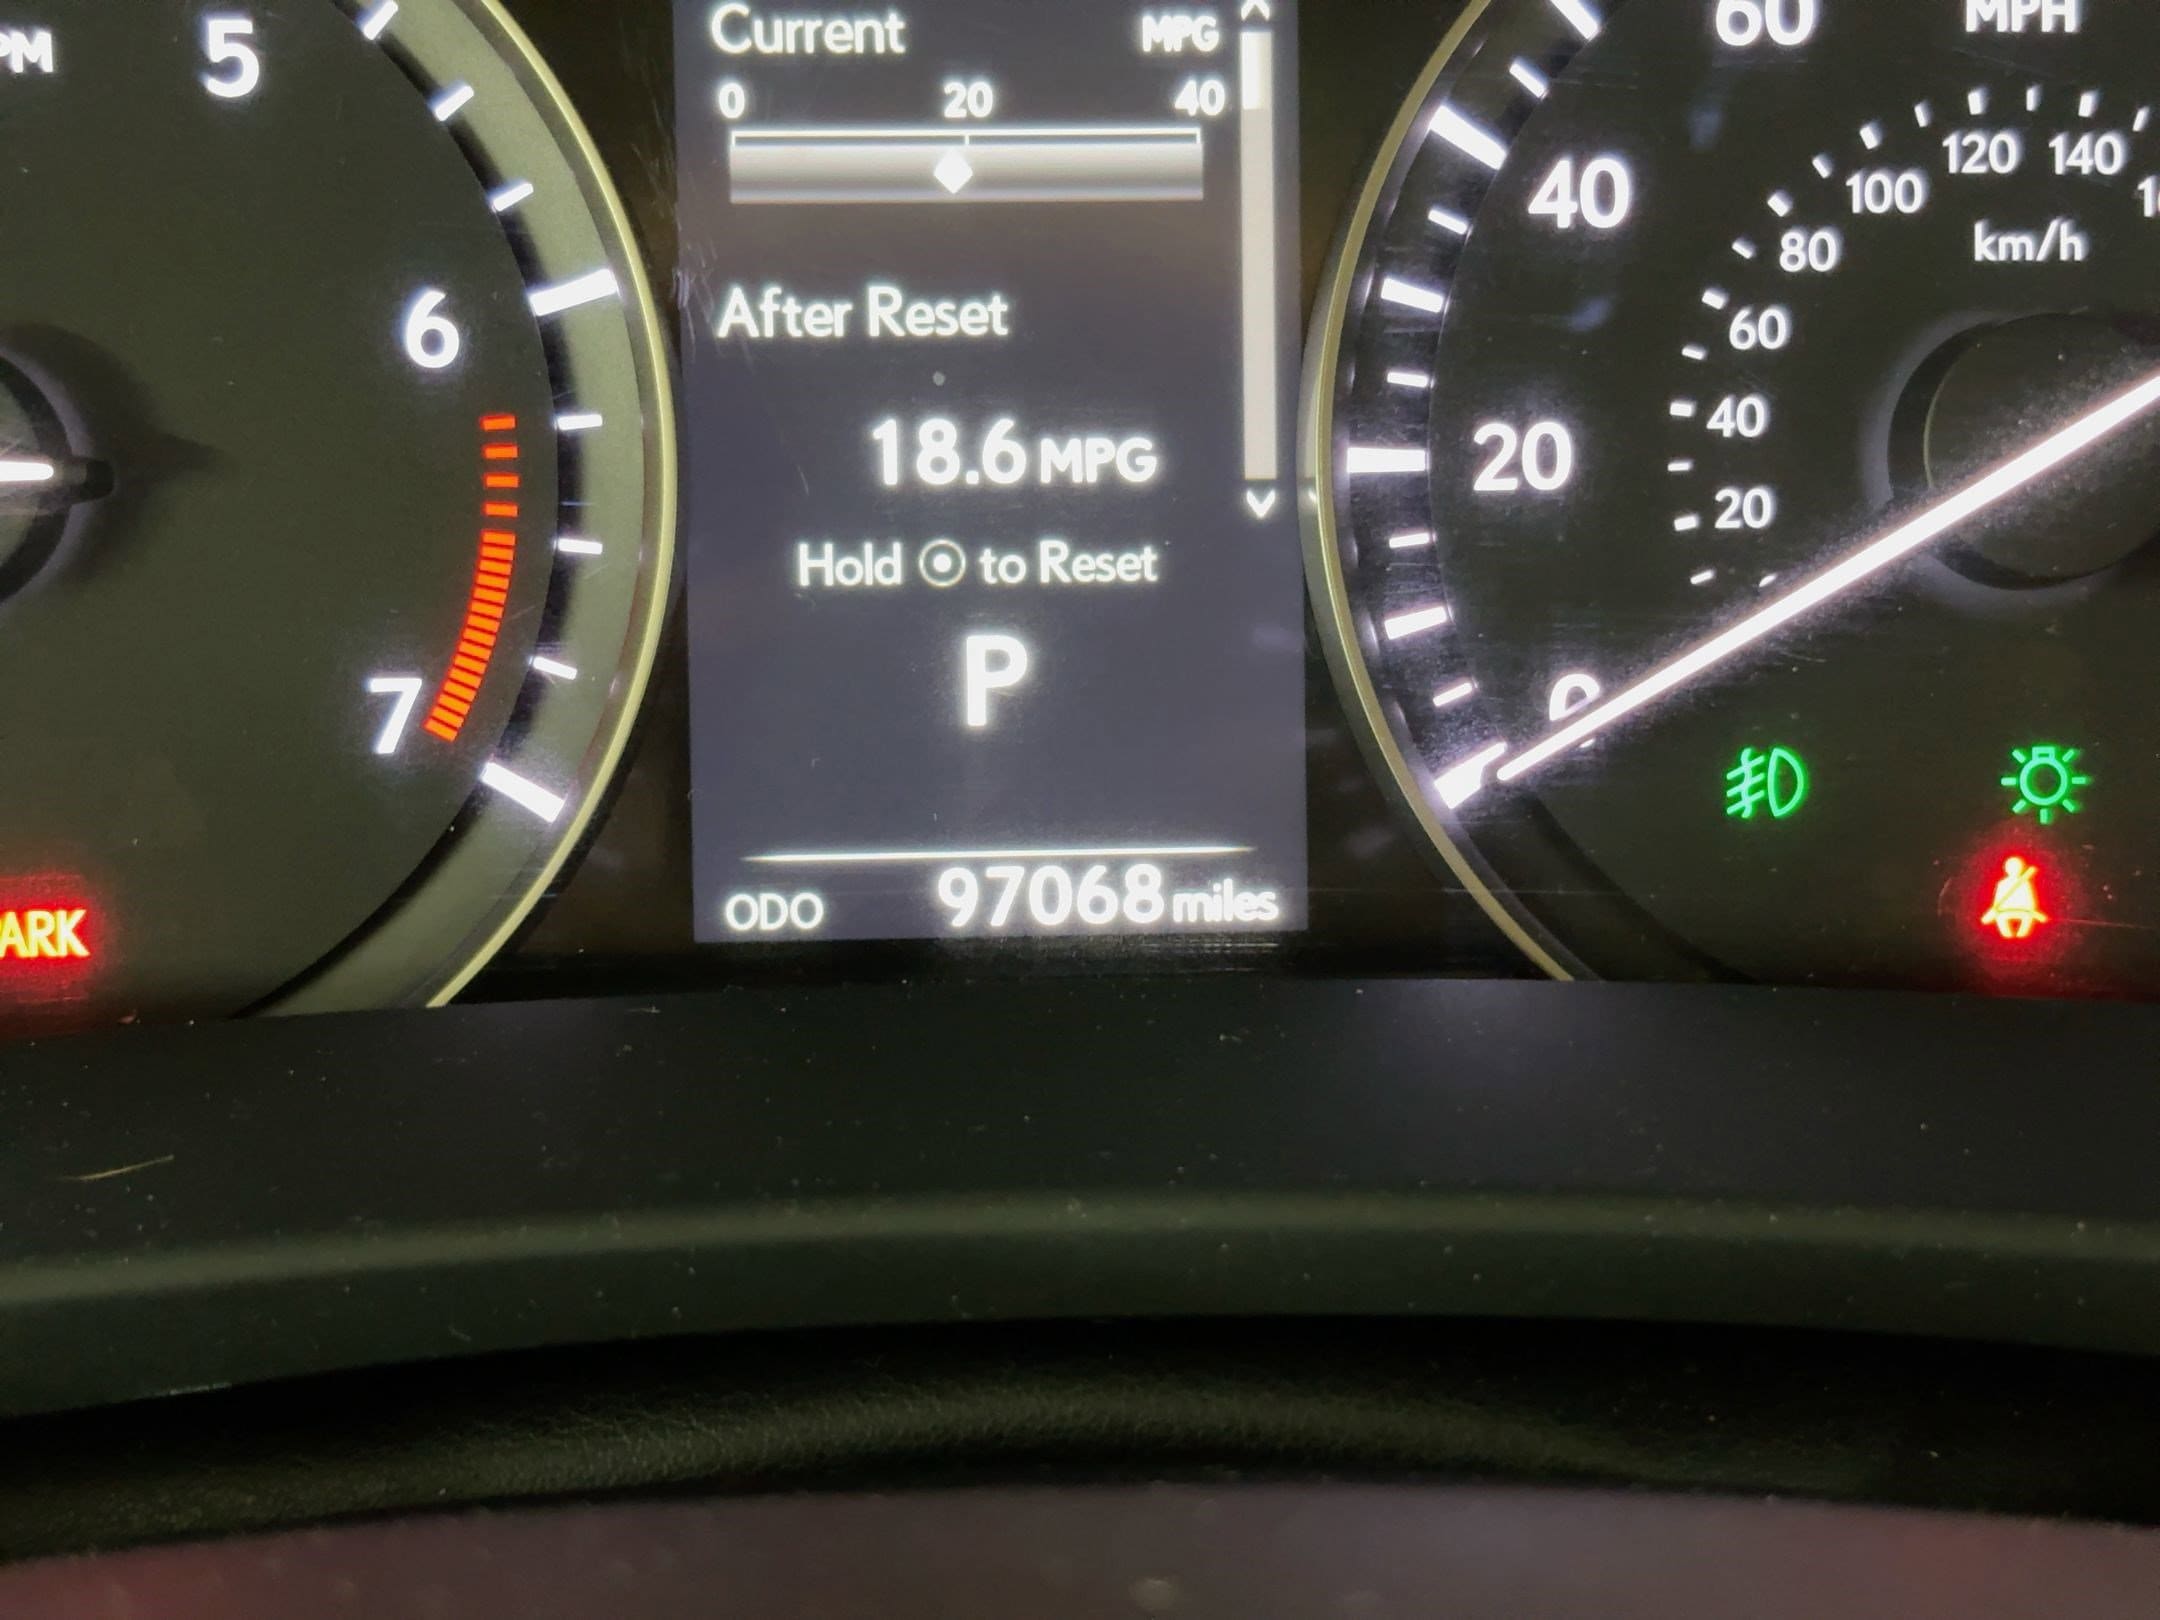 5
6
7
Current MPG
0 20 40
After Reset
18.6 MPG
Hold to Reset
P
ODO 97068 miles
60 MPH
40
20
0
120 140
100
80 km/h
60
40
20